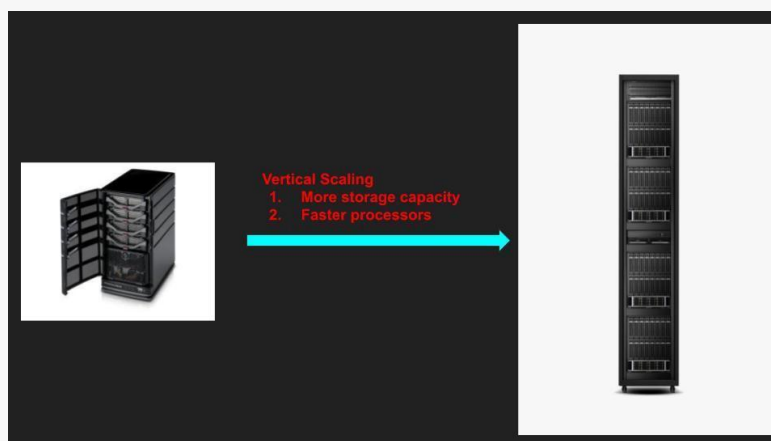 Vertical Scaling
1. More storage capacity
2. Faster processors